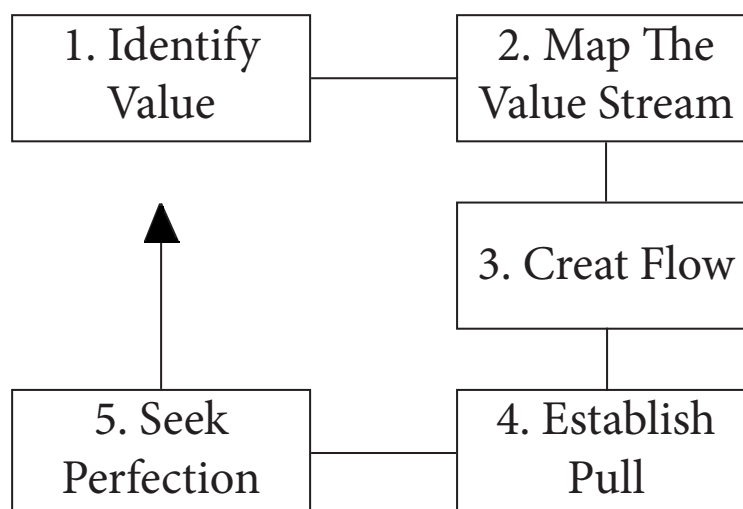 1. Identify
Value
2. Map The
Value Stream
3. Creat Flow
4. Establish
Pull
5. Seek
Perfection